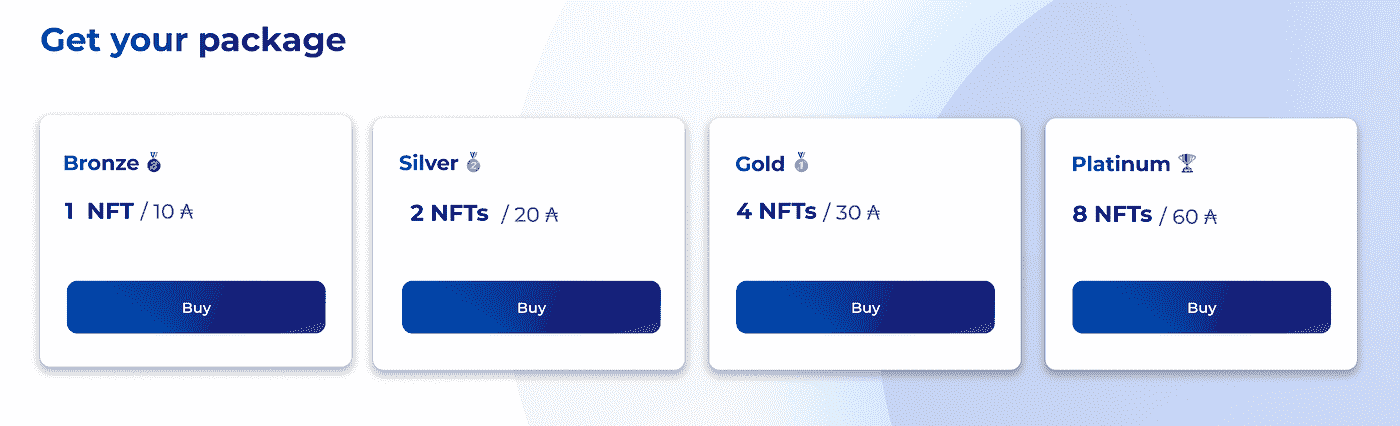 Get your package
Bronze
1 NFT / 10 ₳
Buy
Silver
2 NFTs / 20 ₳
Buy
Gold
4 NFTs / 30 ₳
Buy
Platinum
8 NFTs / 60 ₳
Buy